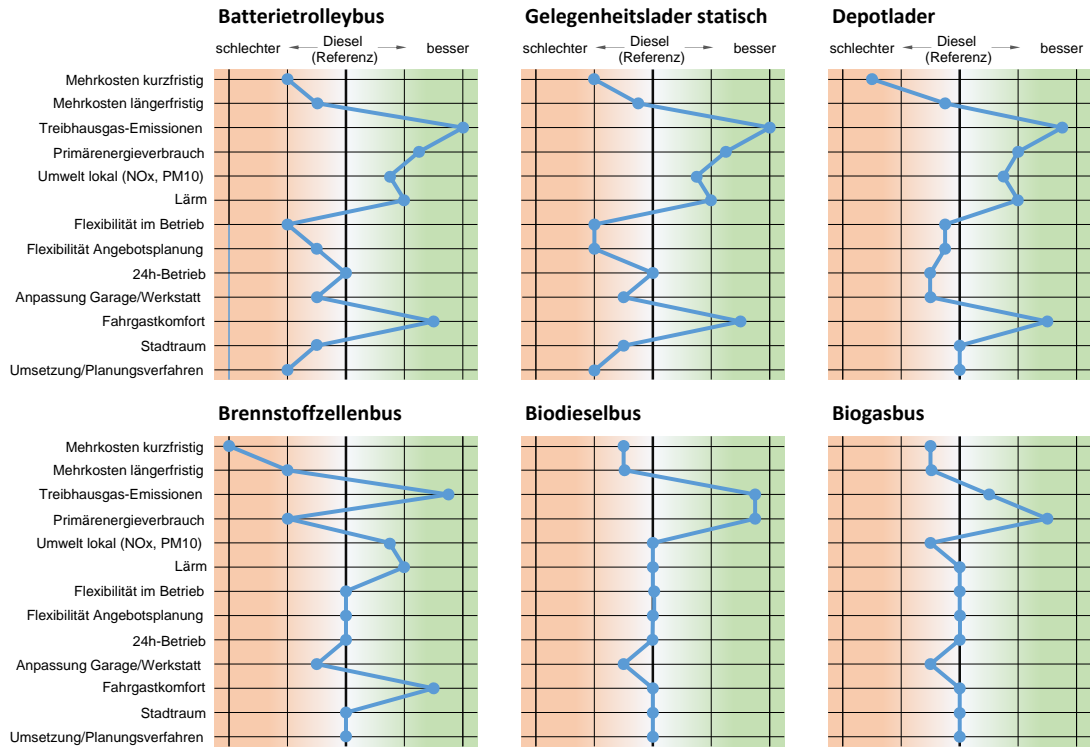 Batterietrolleybus
Gelegenheitslader statisch
Depotlader
schlechter Diesel (Referenz) besser
schlechter Diesel (Referenz) besser
schlechter Diesel (Referenz) besser
Mehrkosten kurzfristig
Mehrkosten längerfristig
Treibhausgas-Emissionen
Primärenergieverbrauch
Umwelt lokal (NOx, PM10)
Lärm
Flexibilität im Betrieb
Flexibilität Angebotsplanung
24h-Betrieb
Anpassung Garage/Werkstatt
Fahrgastkomfort
Stadtraum
Umsetzung/Planungsverfahren
Brennstoffzellenbus
Biodieselbus
Biogasbus
Mehrkosten kurzfristig
Mehrkosten längerfristig
Treibhausgas-Emissionen
Primärenergieverbrauch
Umwelt lokal (NOx, PM10)
Lärm
Flexibilität im Betrieb
Flexibilität Angebotsplanung
24h-Betrieb
Anpassung Garage/Werkstatt
Fahrgastkomfort
Stadtraum
Umsetzung/Planungsverfahren